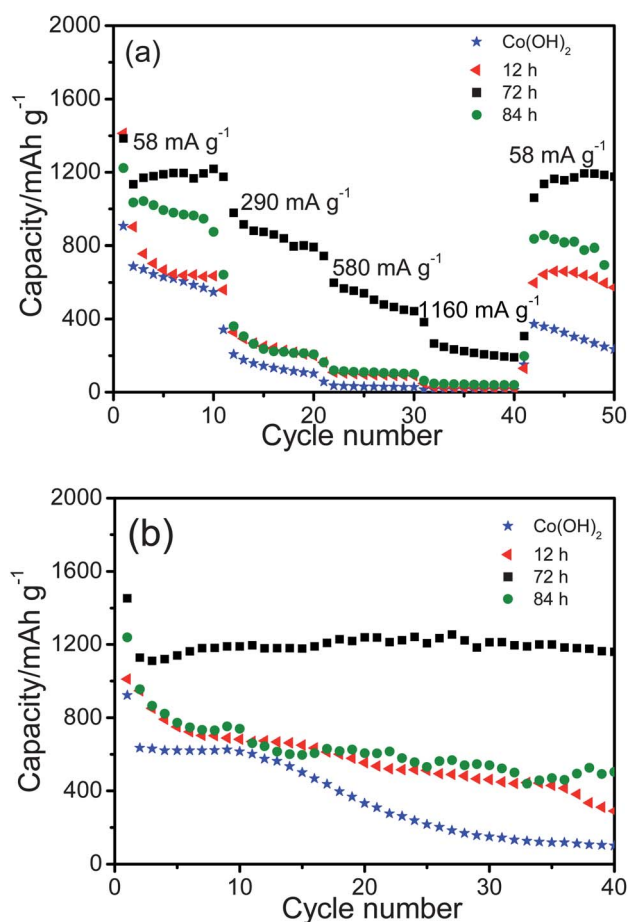 2000
(a)
Co(OH)₂
12 h
72 h
84 h
1600
58 mA g⁻¹
58 mA g⁻¹
1200
290 mA g⁻¹
800
580 mA g⁻¹
400
1160 mA g⁻¹
0
0 10 20 30 40 50
Capacity/mAh g⁻¹
Cycle number
2000
(b)
Co(OH)₂
12 h
72 h
84 h
1600
1200
800
400
0
0 10 20 30 40
Capacity/mAh g⁻¹
Cycle number